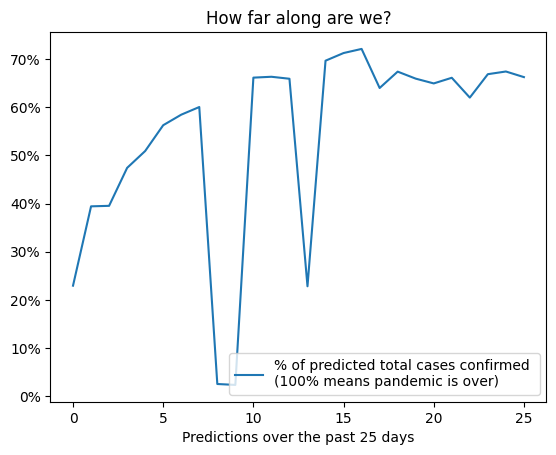 How far along are we?
70%
60%
50%
40%
30%
20%
10%
0%
% of predicted total cases confirmed
(100% means pandemic is over)
0 5 10 15 20 25
Predictions over the past 25 days